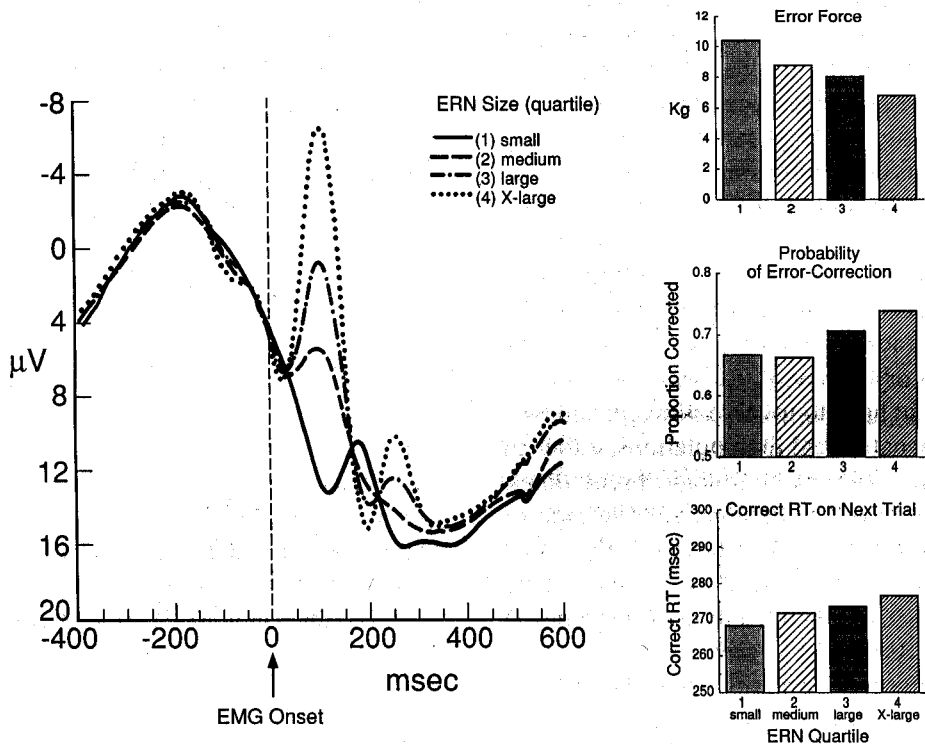 ERN Size (quartile)
(1) small
(2) medium
(3) large
(4) X-large
-8
-4
0
4
8
12
16
20
µV
-400 -200 0 200 400 600
msec
EMG Onset
Error Force
12
10
8
6
4
2
0
Kg
1 2 3 4
Probability
of Error-Correction
0.8
0.7
0.6
0.5
Proportion Corrected
1 2 3 4
Correct RT on Next Trial
300
290
280
270
260
250
Correct RT (msec)
1 2 3 4
small medium large X-large
ERN Quartile